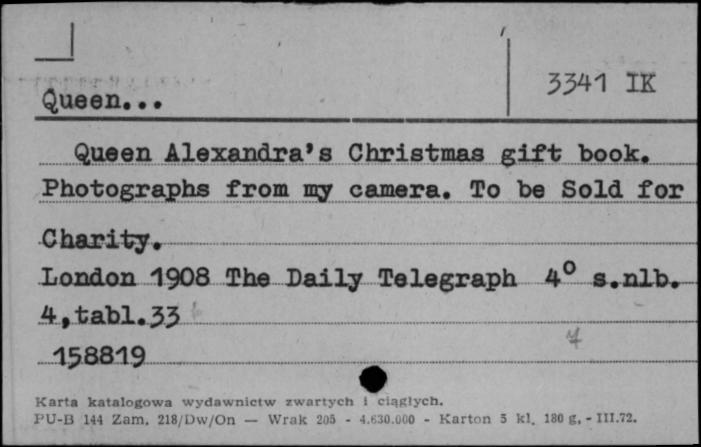 3341 IK
Queen...
Queen Alexandra's Christmas gift book.
Photographs from my camera. To be Sold for
Charity.
London 1908 The Daily Telegraph 4° s.nlb.
4,tabl.33
158819
Karta katalogowa wydawnictw zwartych i ciągłych.
PU-B 144 Zam. 218/Dw/On — Wrak 205 - 4.630.000 - Karton 5 kl. 180 g. - III.72.